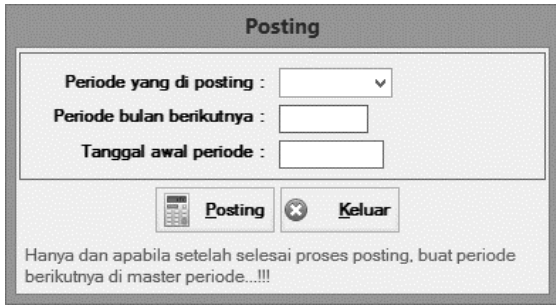 Posting
Periode yang di posting :
Periode bulan berikutnya :
Tanggal awal periode :
Posting Keluar
Hanya dan apabila setelah selesai proses posting, buat periode
berikutnya di master periode...!!!